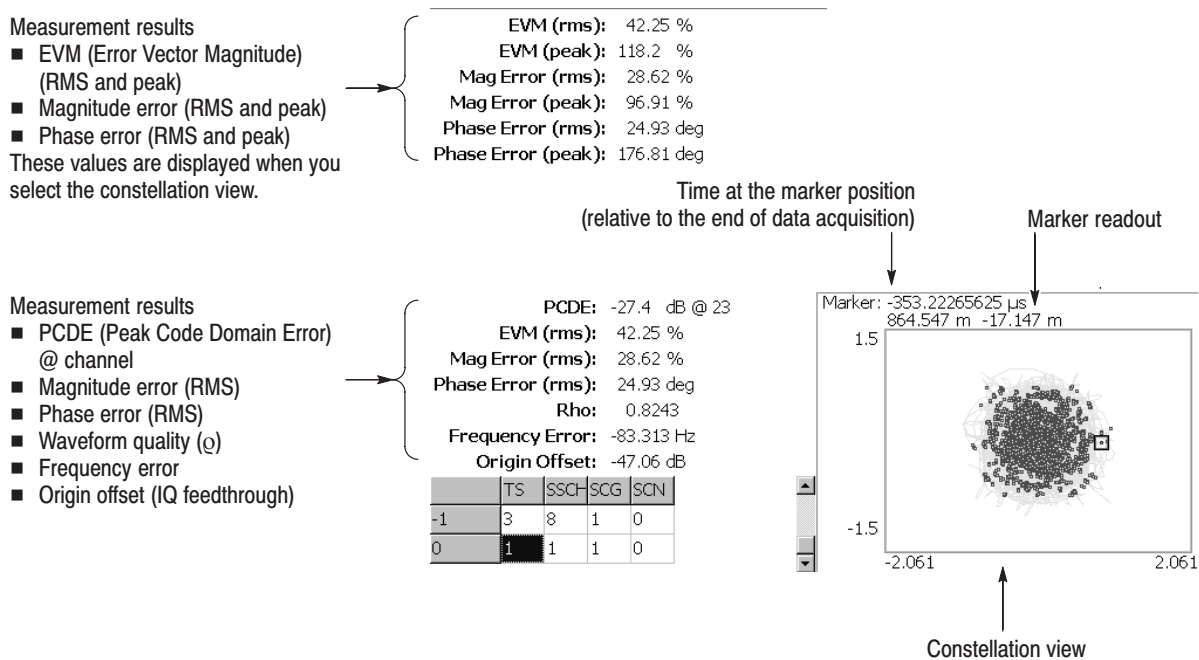 Measurement results
■ EVM (Error Vector Magnitude)
(RMS and peak)
■ Magnitude error (RMS and peak)
■ Phase error (RMS and peak)
These values are displayed when you
select the constellation view.
EVM (rms): 42.25 %
EVM (peak): 118.2 %
Mag Error (rms): 28.62 %
Mag Error (peak): 96.91 %
Phase Error (rms): 24.93 deg
Phase Error (peak): 176.81 deg
Time at the marker position
(relative to the end of data acquisition)
Marker readout
Measurement results
■ PCDE (Peak Code Domain Error)
@ channel
■ Magnitude error (RMS)
■ Phase error (RMS)
■ Waveform quality (ϱ)
■ Frequency error
■ Origin offset (IQ feedthrough)
PCDE: -27.4 dB @ 23
EVM (rms): 42.25 %
Mag Error (rms): 28.62 %
Phase Error (rms): 24.93 deg
Rho: 0.8243
Frequency Error: -83.313 Hz
Origin Offset: -47.06 dB
TS SSCH SCG SCN
-1 3 8 1 0
0 1 1 1 0
Marker: -353.22265625 µs
864.547 m -17.147 m
1.5
-1.5
-2.061 2.061
Constellation view